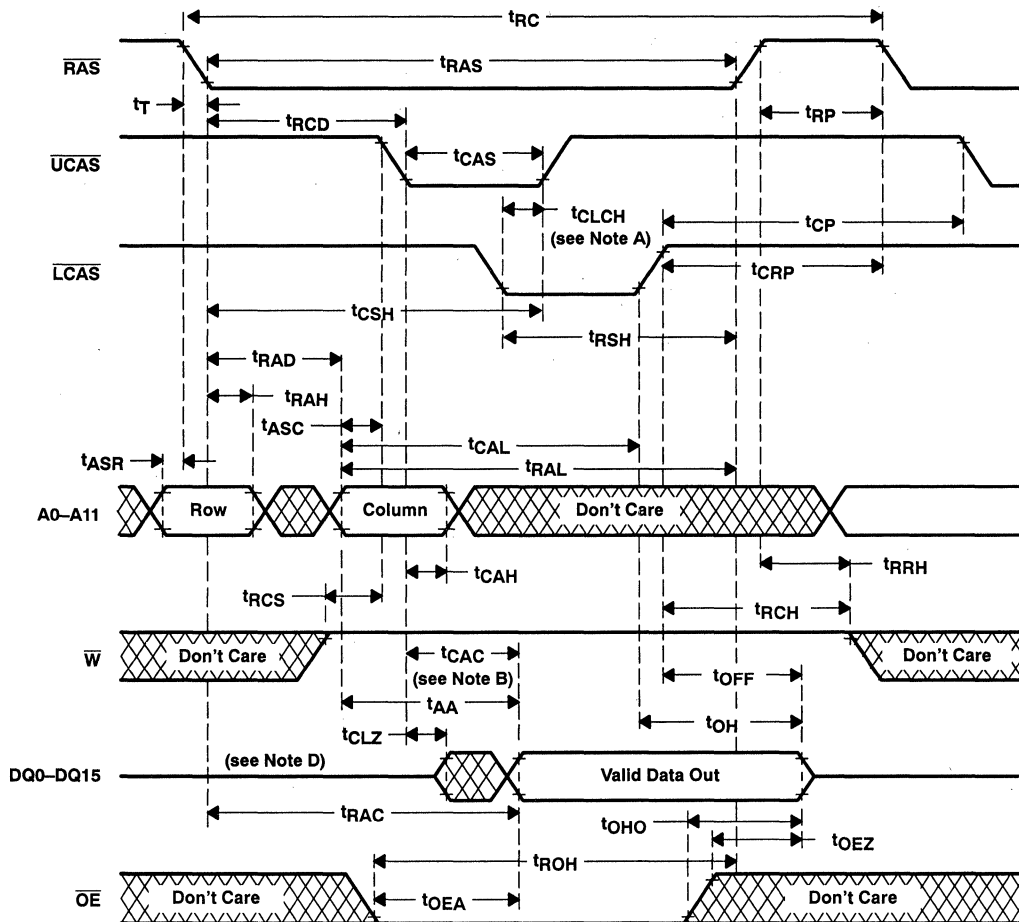 tRC
RAS
tRAS
tT
tRP
tRCD
UCAS
tCAS
tCLCH
(see Note A)
tCP
LCAS
tCRP
tCSH
tRSH
tRAD
tRAH
tASC
tCAL
tASR
tRAL
A0–A11
Row
Column
Don't Care
tCAH
tRRH
tRCS
tRCH
W
Don't Care
tCAC
(see Note B)
Don't Care
tOFF
tAA
tOH
tCLZ
(see Note D)
DQ0–DQ15
Valid Data Out
tRAC
tOHO
tOEZ
tROH
OE
Don't Care
tOEA
Don't Care